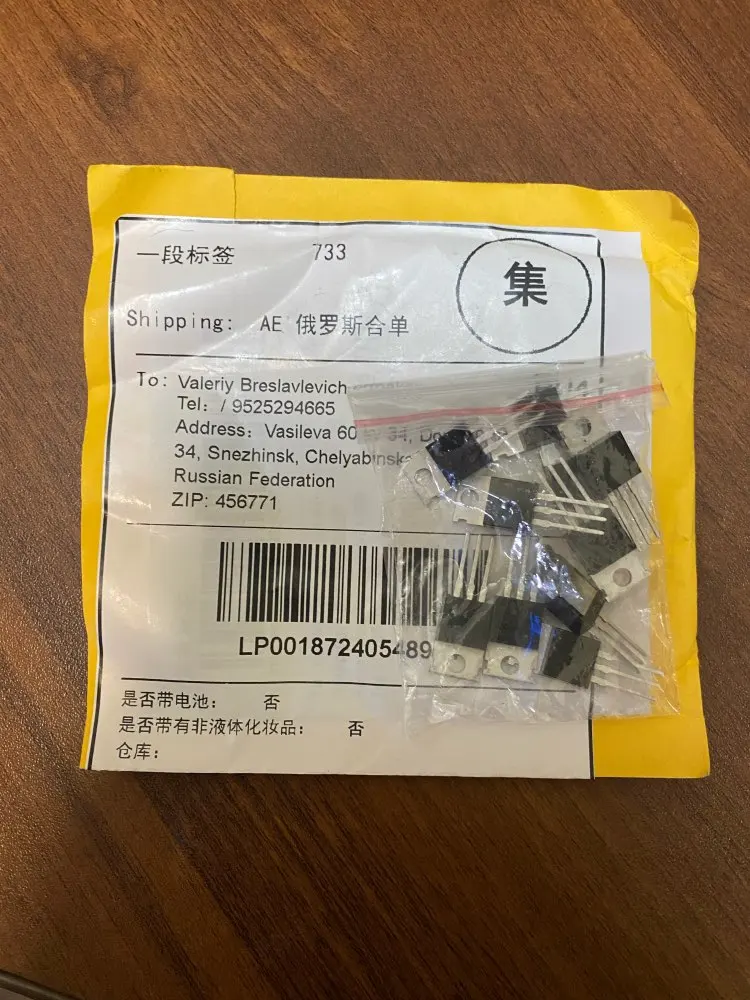 一段标签 733
集
Shipping: AE 俄罗斯合单
To: Valeriy Breslavlevich
Tel: / 9525294665
Address: Vasileva 60 34,
34, Snezhinsk, Chelyabinsk
Russian Federation
ZIP: 456771
LP001872405489
是否带电池: 否
是否带有非液体化妆品: 否
仓库: